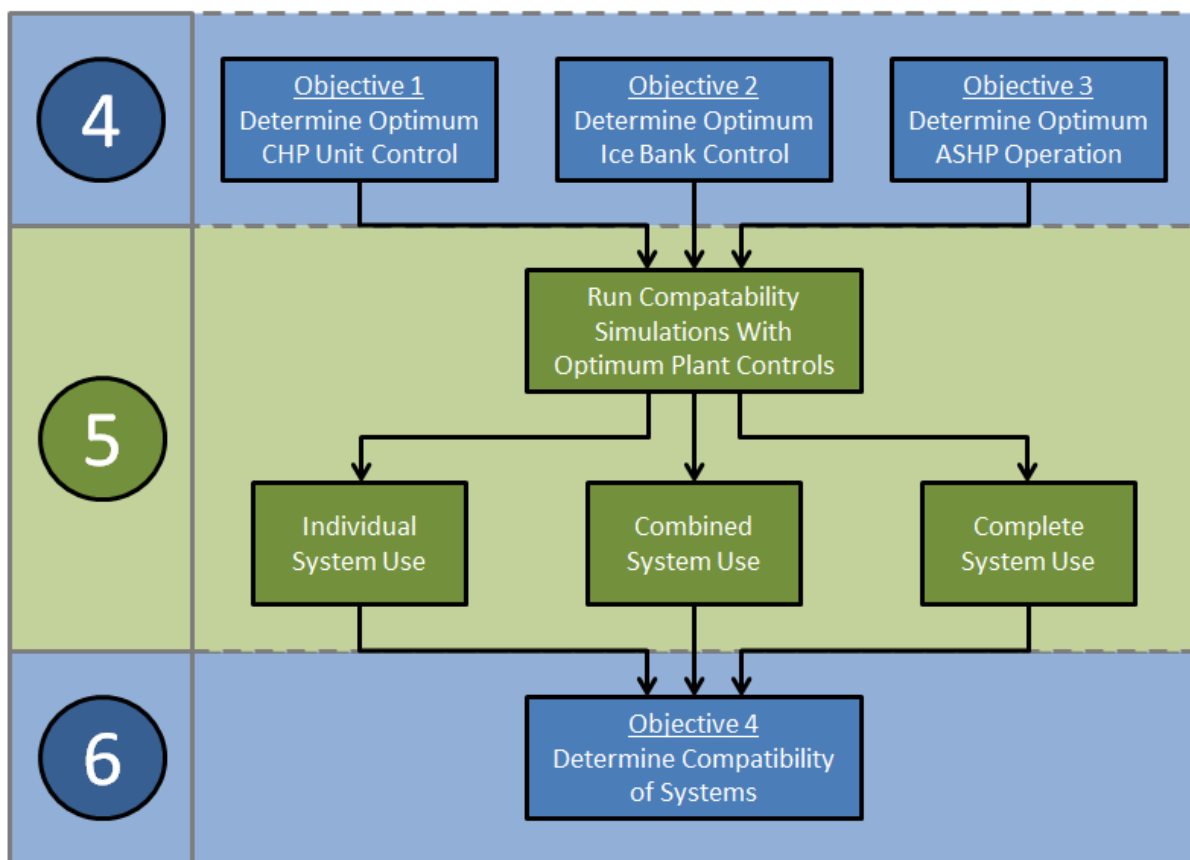 4
Objective 1
Determine Optimum
CHP Unit Control
Objective 2
Determine Optimum
Ice Bank Control
Objective 3
Determine Optimum
ASHP Operation
5
Run Compatability
Simulations With
Optimum Plant Controls
Individual
System Use
Combined
System Use
Complete
System Use
6
Objective 4
Determine Compatibility
of Systems